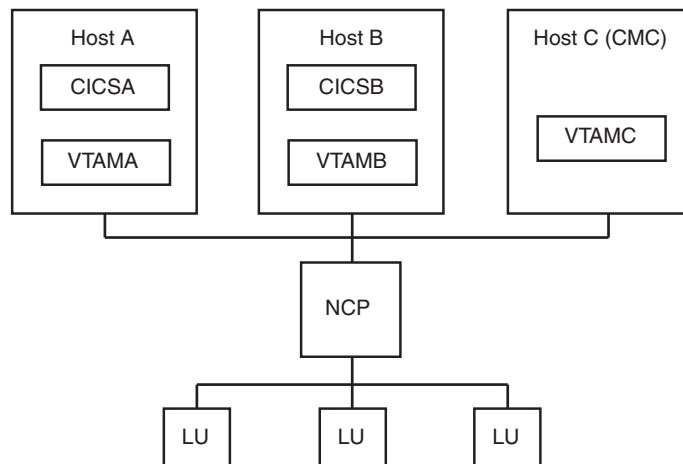 Host A
Host B
Host C (CMC)
CICSA
CICSB
VTAMC
VTAMA
VTAMB
NCP
LU
LU
LU